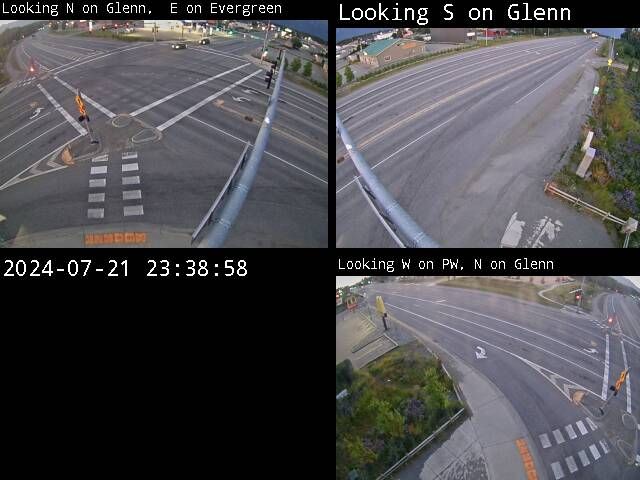 Looking N on Glenn,  E on Evergreen
Looking S on Glenn
2024-07-21 23:38:58
Looking W on PW, N on Glenn